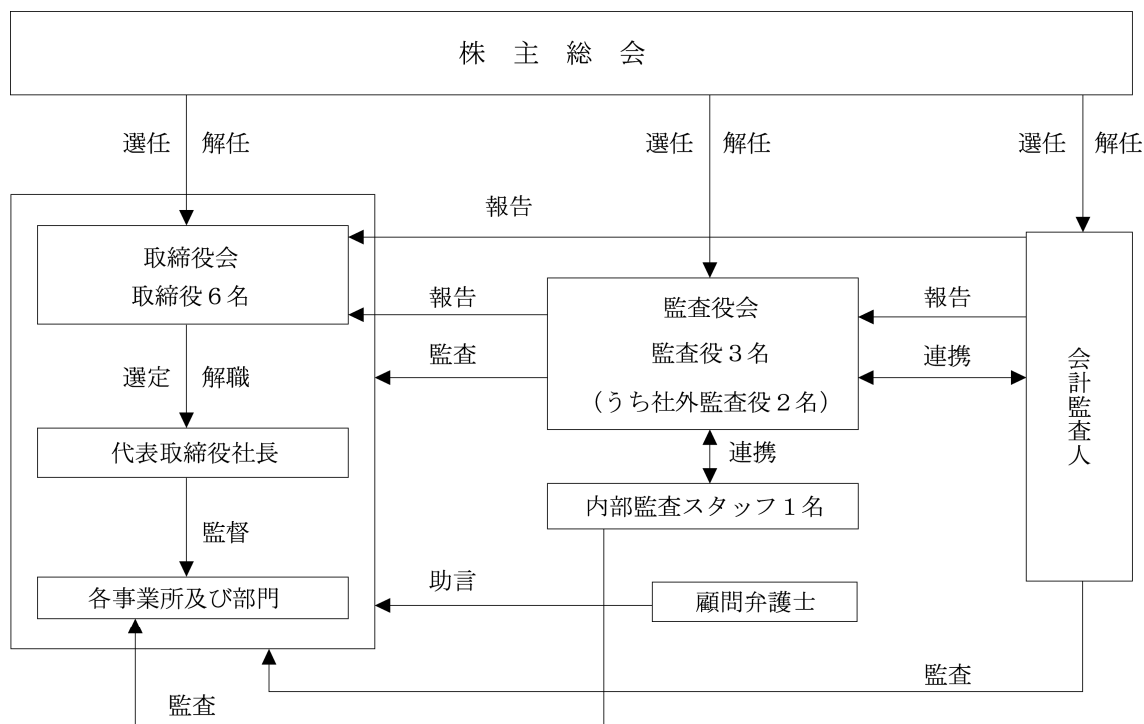 株 主 総 会
選任 解任
選任 解任
選任 解任
報告
取締役会
取締役6名
報告
監査
監査役会
監査役3名
（うち社外監査役2名）
報告
連携
会計監査人
選定 解職
代表取締役社長
連携
内部監査スタッフ1名
監督
各事業所及び部門
助言
顧問弁護士
監査
監査